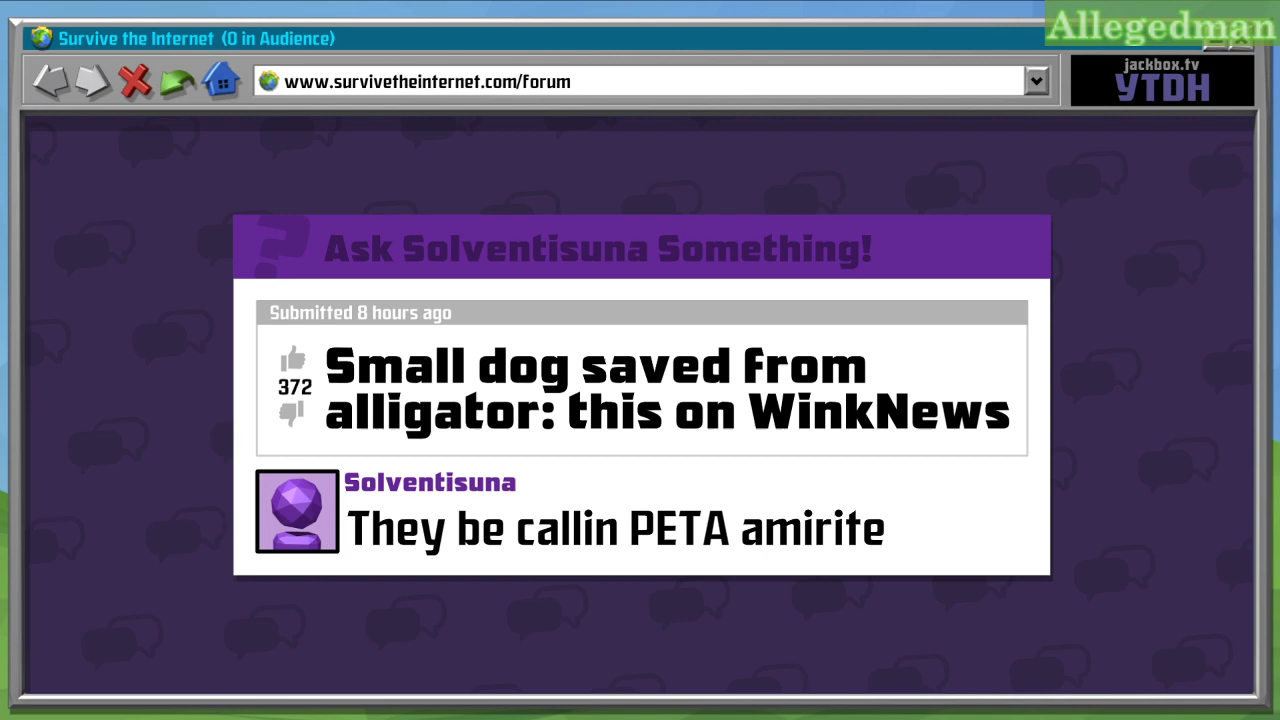 Allegedman
Survive the Internet (0 in Audience)
www.survivetheinternet.com/forum
jackbox.tv
YTDH
Ask Solventisuna Something!
Submitted 8 hours ago
Small dog saved from
372
alligator: this on WinkNews
Solventisuna
They be callin PETA amirite